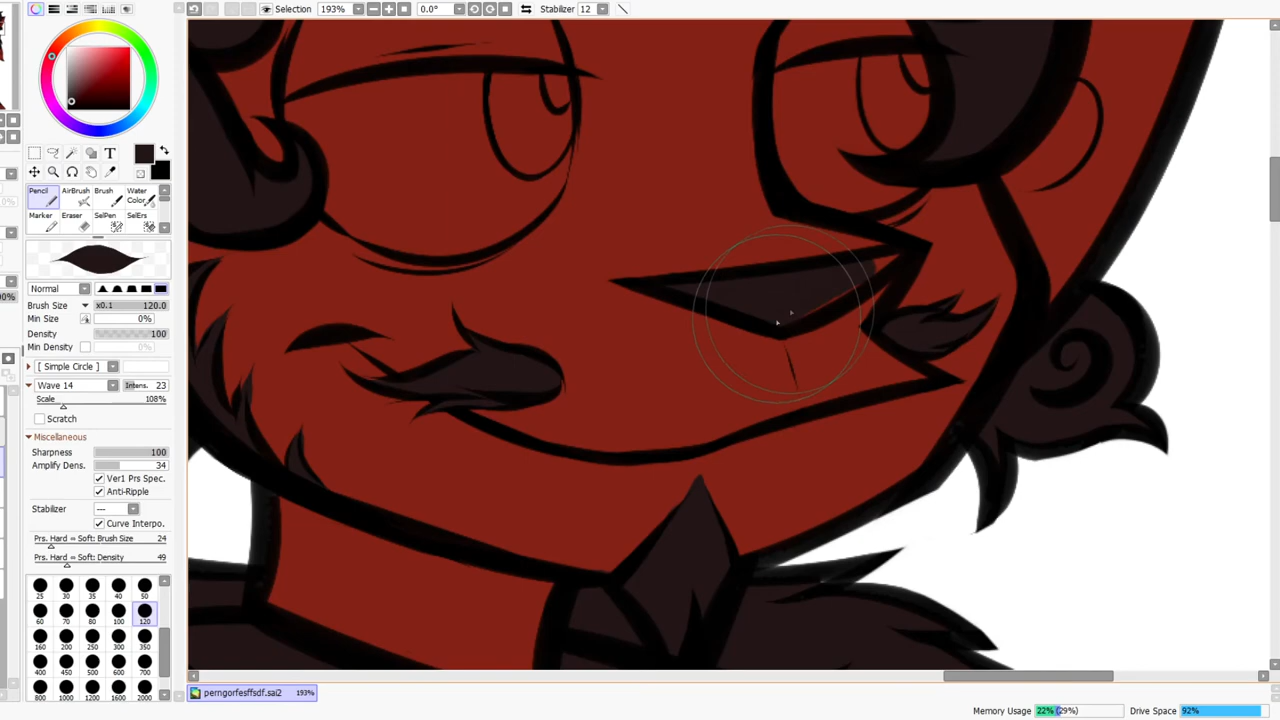 Selection 193% 0.0° Stabilizer 12
T
Pencil AirBrush Brush Water Color
Marker Eraser SelPen SelErs
Normal
Brush Size x0.1 120.0
Min Size 0%
Density 100
Min Density 0%
[ Simple Circle ]
Wave 14 Intens. 23
Scale 108%
Scratch
Miscellaneous
Sharpness 100
Amplify Dens. 34
Ver1 Prs Spec.
Anti-Ripple
Stabilizer ---
Curve Interpo.
Prs. Hard ⇔ Soft: Brush Size 24
Prs. Hard ⇔ Soft: Density 49
25 30 35 40 50
60 70 80 100 120
160 200 250 300 350
400 450 500 600 700
800 1000 1200 1600 2000
perngorfesffsdf.sai2 193%
Memory Usage 22% (29%) Drive Space 92%